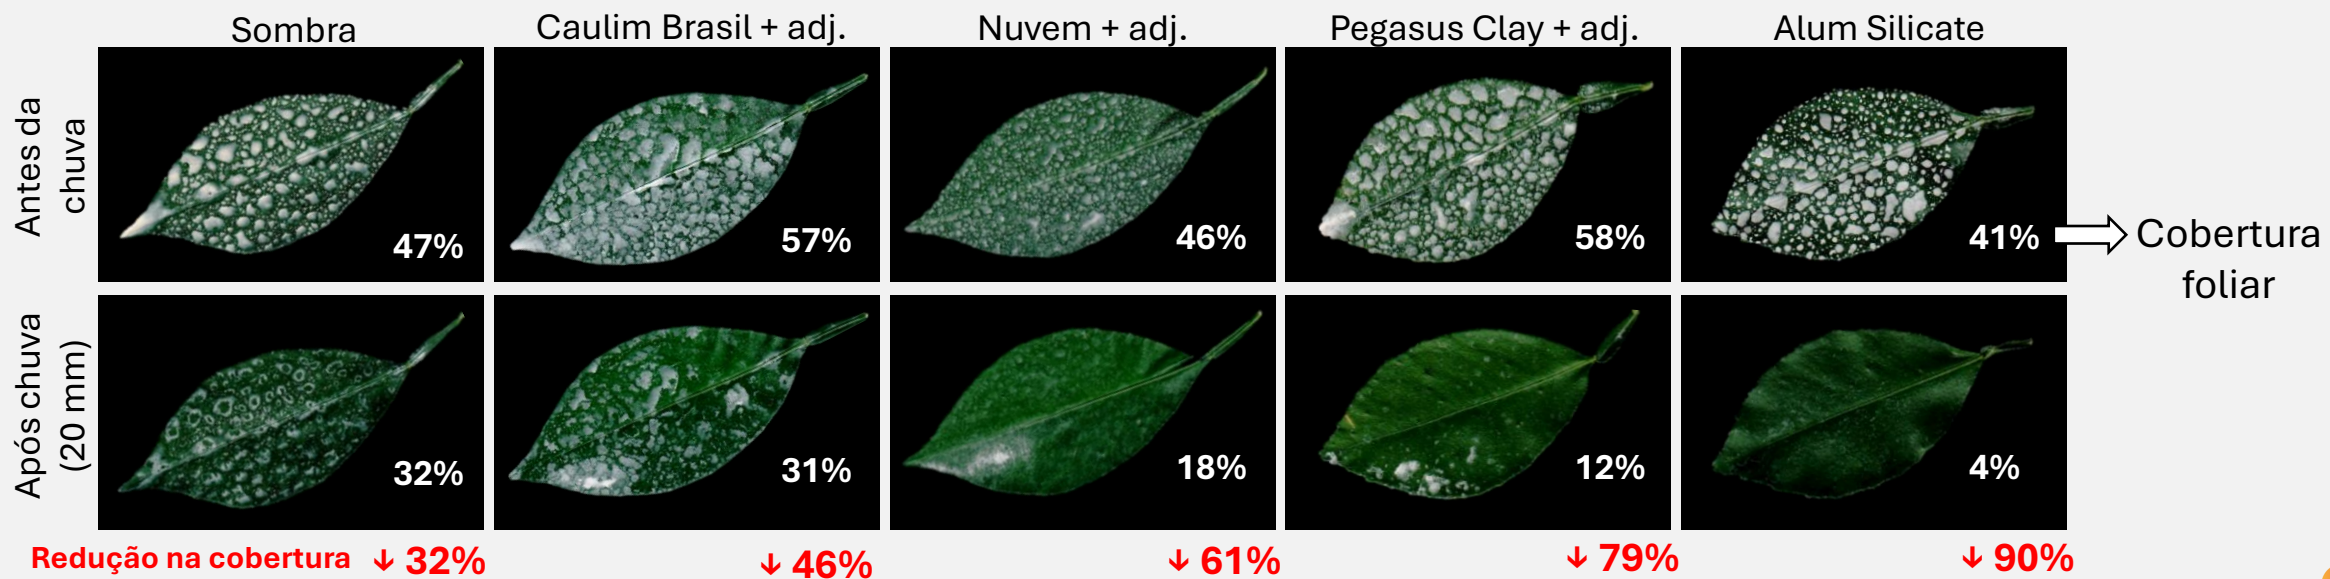 Sombra
Caulim Brasil + adj.
Nuvem + adj.
Pegasus Clay + adj.
Alum Silicate
Antes da
chuva
47%
57%
46%
58%
41%
Cobertura
foliar
Após chuva
(20 mm)
32%
31%
18%
12%
4%
Redução na cobertura ↓ 32%
↓ 46%
↓ 61%
↓ 79%
↓ 90%